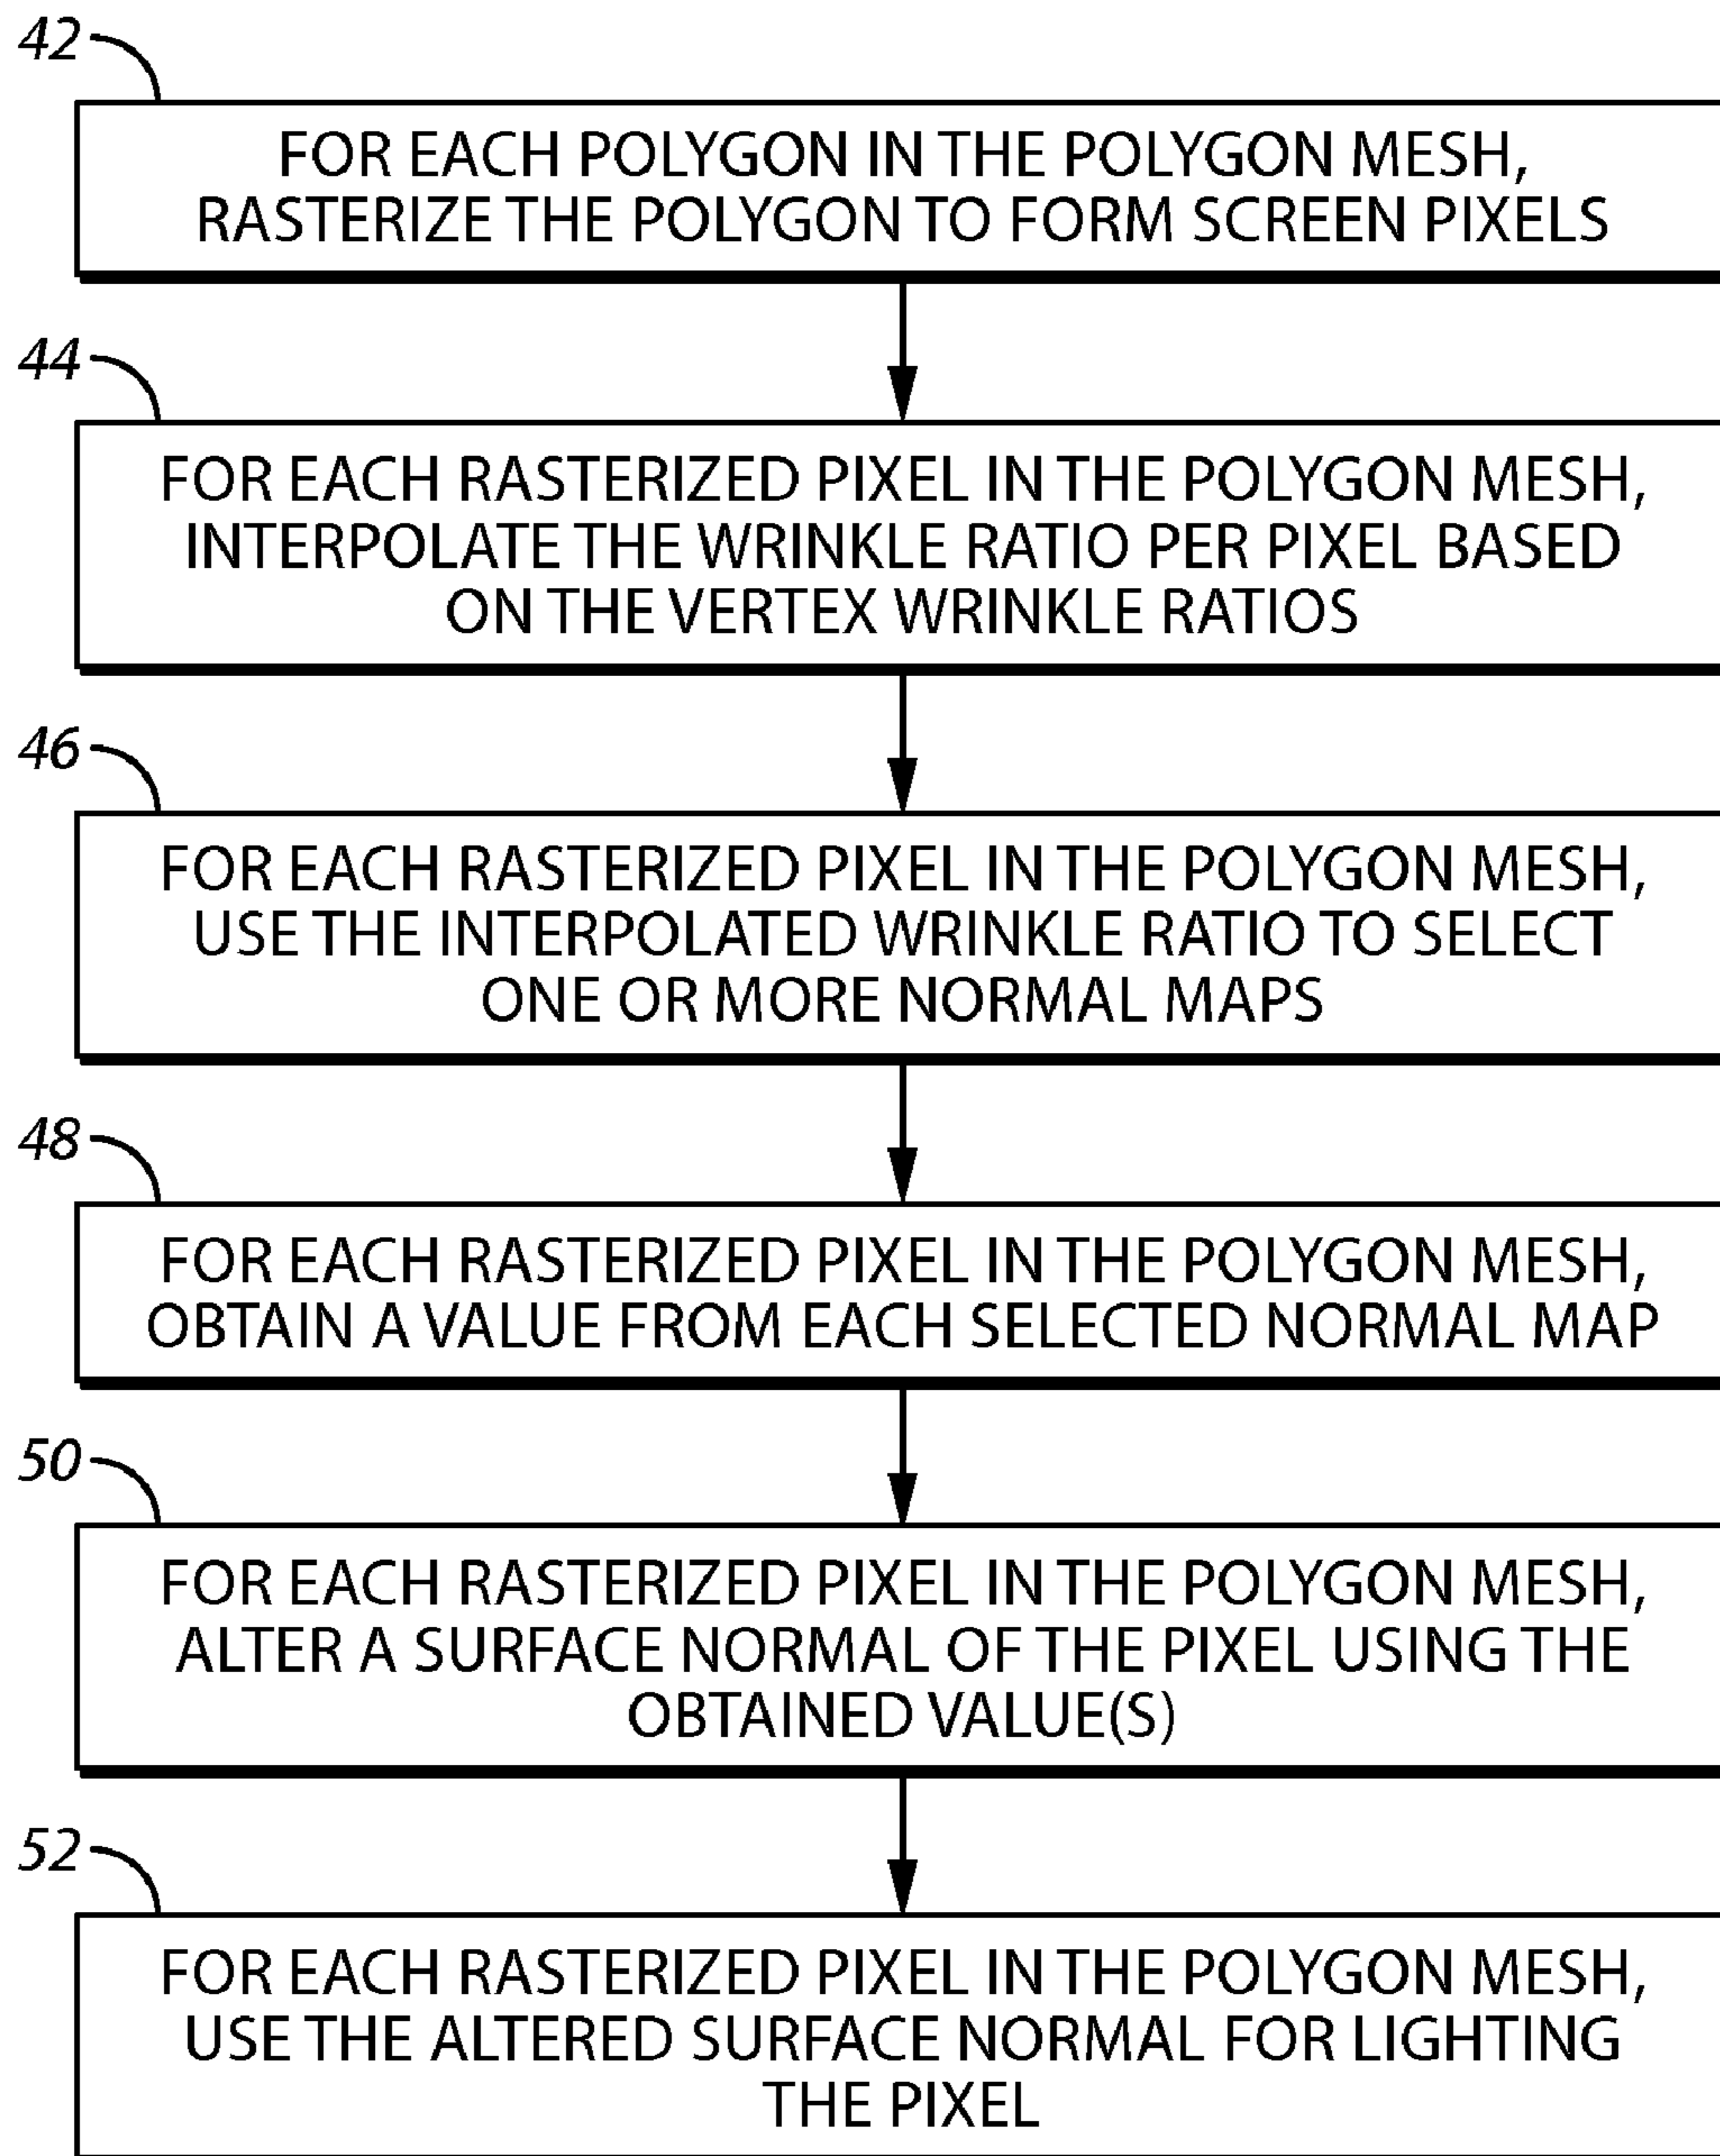 42
FOR EACH POLYGON IN THE POLYGON MESH,
RASTERIZE THE POLYGON TO FORM SCREEN PIXELS
44
FOR EACH RASTERIZED PIXEL IN THE POLYGON MESH,
INTERPOLATE THE WRINKLE RATIO PER PIXEL BASED
ON THE VERTEX WRINKLE RATIOS
46
FOR EACH RASTERIZED PIXEL IN THE POLYGON MESH,
USE THE INTERPOLATED WRINKLE RATIO TO SELECT
ONE OR MORE NORMAL MAPS
48
FOR EACH RASTERIZED PIXEL IN THE POLYGON MESH,
OBTAIN A VALUE FROM EACH SELECTED NORMAL MAP
50
FOR EACH RASTERIZED PIXEL IN THE POLYGON MESH,
ALTER A SURFACE NORMAL OF THE PIXEL USING THE
OBTAINED VALUE(S)
52
FOR EACH RASTERIZED PIXEL IN THE POLYGON MESH,
USE THE ALTERED SURFACE NORMAL FOR LIGHTING
THE PIXEL